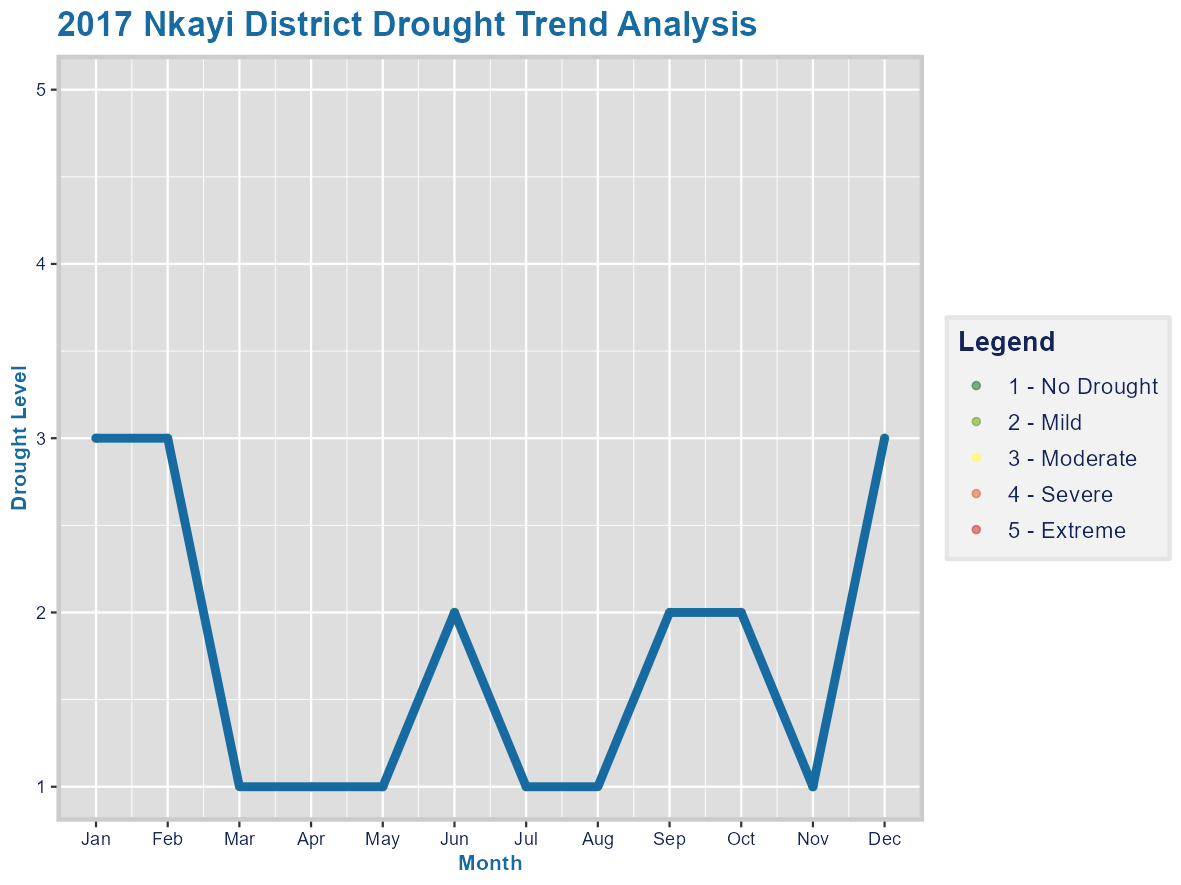 2017 Nkayi District Drought Trend Analysis
5
4
3
2
1
Drought Level
Jan Feb Mar Apr May Jun Jul Aug Sep Oct Nov Dec
Month
Legend
1 - No Drought
2 - Mild
3 - Moderate
4 - Severe
5 - Extreme